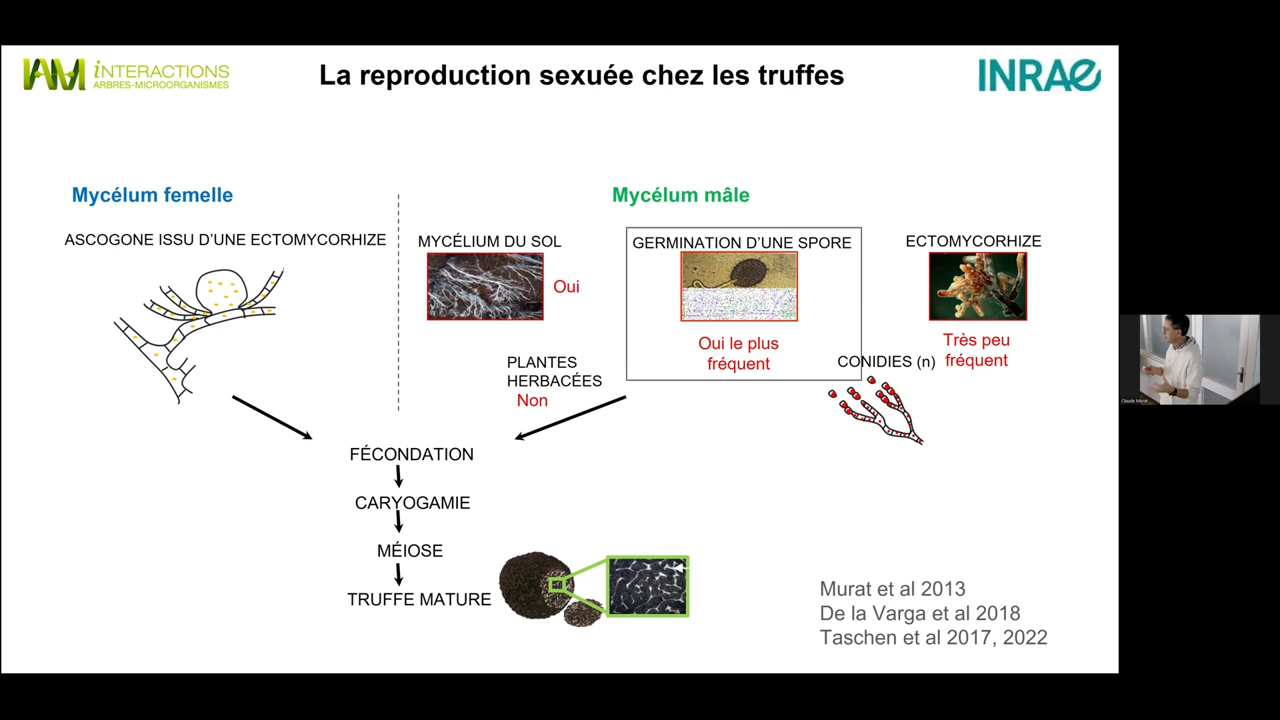 iNTERACTIONS
ARBRES-MICROORGANISMES
La reproduction sexuée chez les truffes
INRAE
Mycélum femelle
Mycélum mâle
ASCOGONE ISSU D'UNE ECTOMYCORHIZE
MYCÉLIUM DU SOL
GERMINATION D'UNE SPORE
ECTOMYCORHIZE
Oui
Oui le plus
fréquent
Très peu
fréquent
PLANTES
HERBACÉES
Non
CONIDIES (n)
FÉCONDATION
CARYOGAMIE
MÉIOSE
TRUFFE MATURE
Murat et al 2013
De la Varga et al 2018
Taschen et al 2017, 2022
Claude Murat